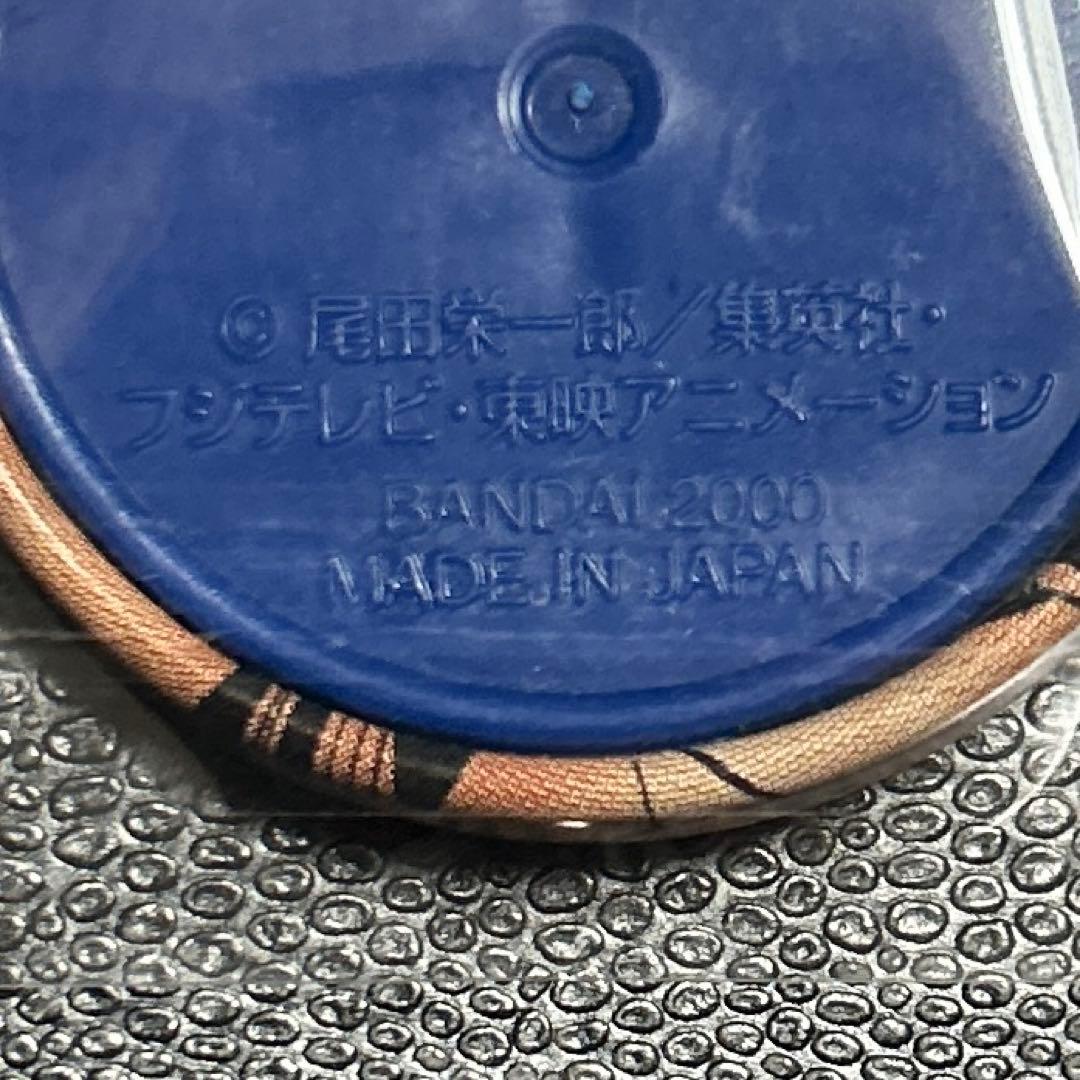 © 尾田栄一郎／集英社・
フジテレビ・東映アニメーション
BANDAI 2000
MADE IN JAPAN